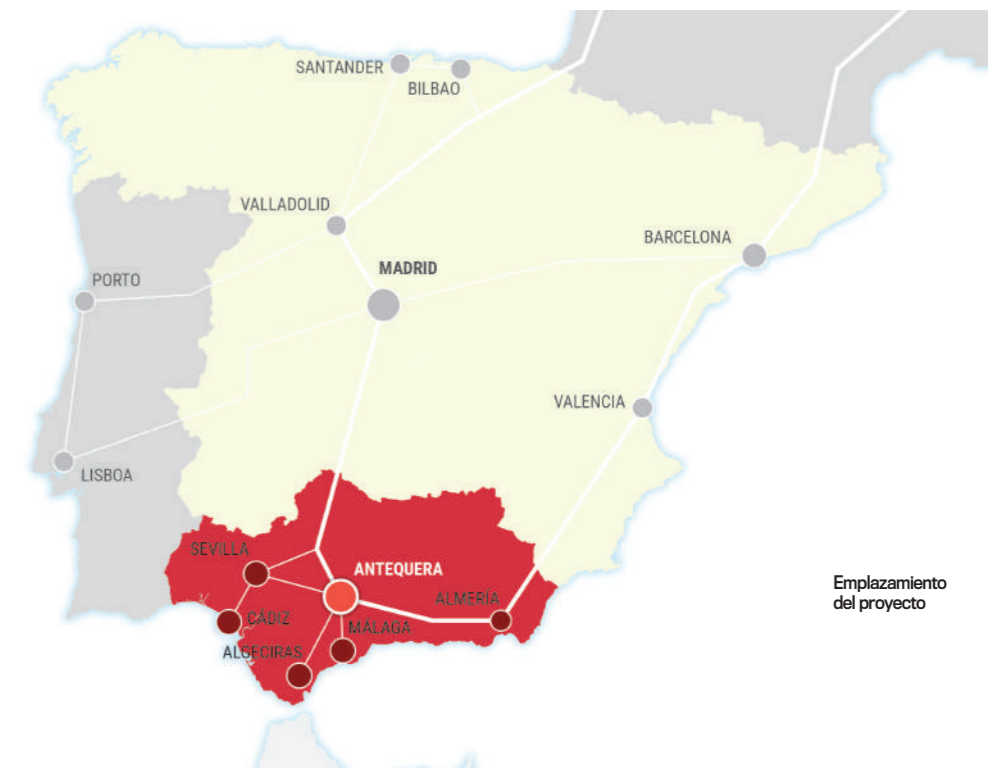 SANTANDER
BILBAO
VALLADOLID
BARCELONA
MADRID
PORTO
VALENCIA
LISBOA
SEVILLA
ANTEQUERA
ALMERÍA
CÁDIZ
MÁLAGA
ALGECIRAS
Emplazamiento
del proyecto